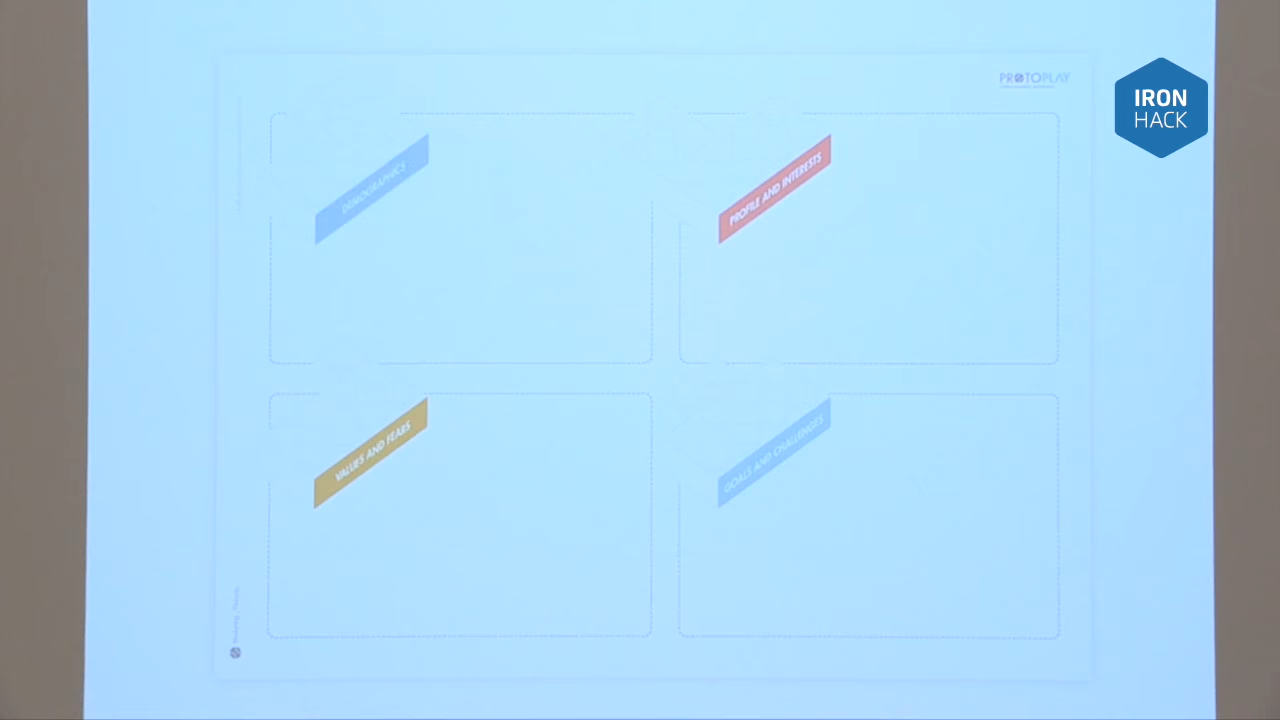 PROTOPLAY
IRON
HACK
DEMOGRAPHICS
PROFILE AND INTERESTS
VALUES AND FEARS
GOALS AND CHALLENGES